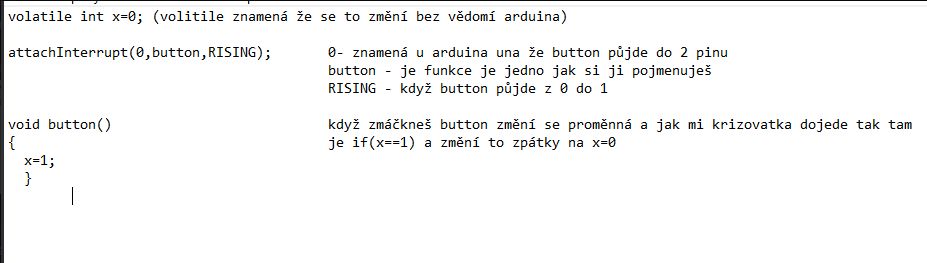 volatile int x=0; (volitile znamená že se to změní bez vědomí arduina)
attachInterrupt(0,button,RISING); 0- znamená u arduina una že button půjde do 2 pinu
button - je funkce je jedno jak si ji pojmenuješ
RISING - když button půjde z 0 do 1
void button() když zmáčkneš button změní se proměnná a jak mi krizovatka dojede tak tam
{ je if(x==1) a změní to zpátky na x=0
x=1;
}